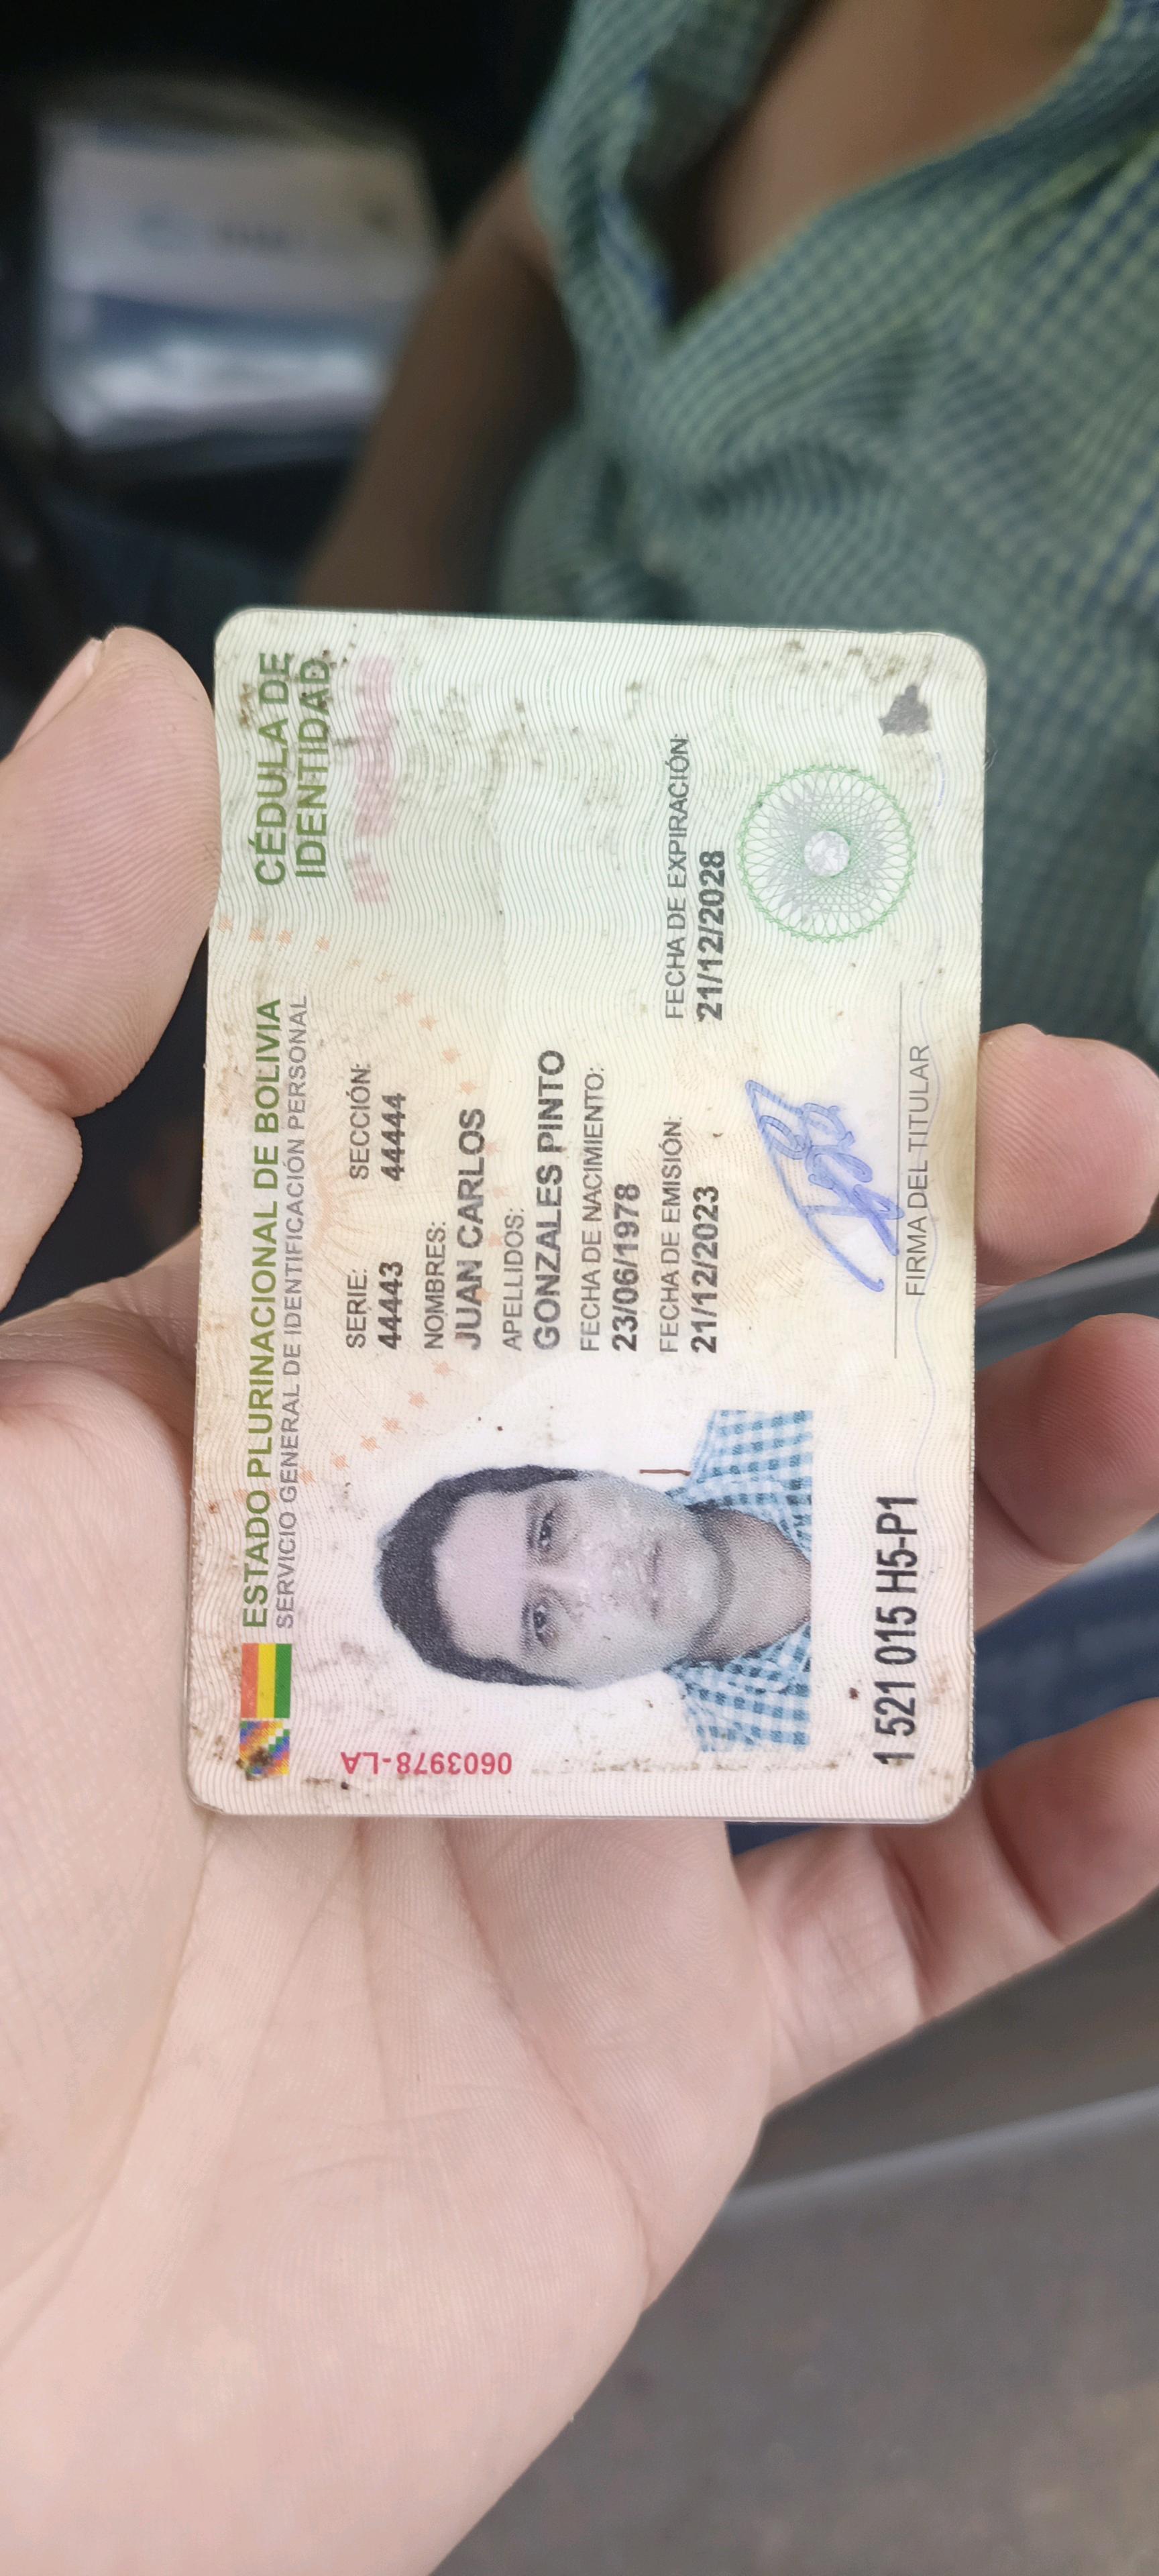 ESTADO PLURINACIONAL DE BOLIVIA
SERVICIO GENERAL DE IDENTIFICACIÓN PERSONAL
CÉDULA DE
IDENTIDAD
SERIE: SECCIÓN:
44443 44444
NOMBRES:
JUAN CARLOS
APELLIDOS:
GONZALES PINTO
FECHA DE NACIMIENTO:
23/06/1978
FECHA DE EMISIÓN: FECHA DE EXPIRACIÓN:
21/12/2023 21/12/2028
FIRMA DEL TITULAR
0603978-LA
1 521 015 H5-P1